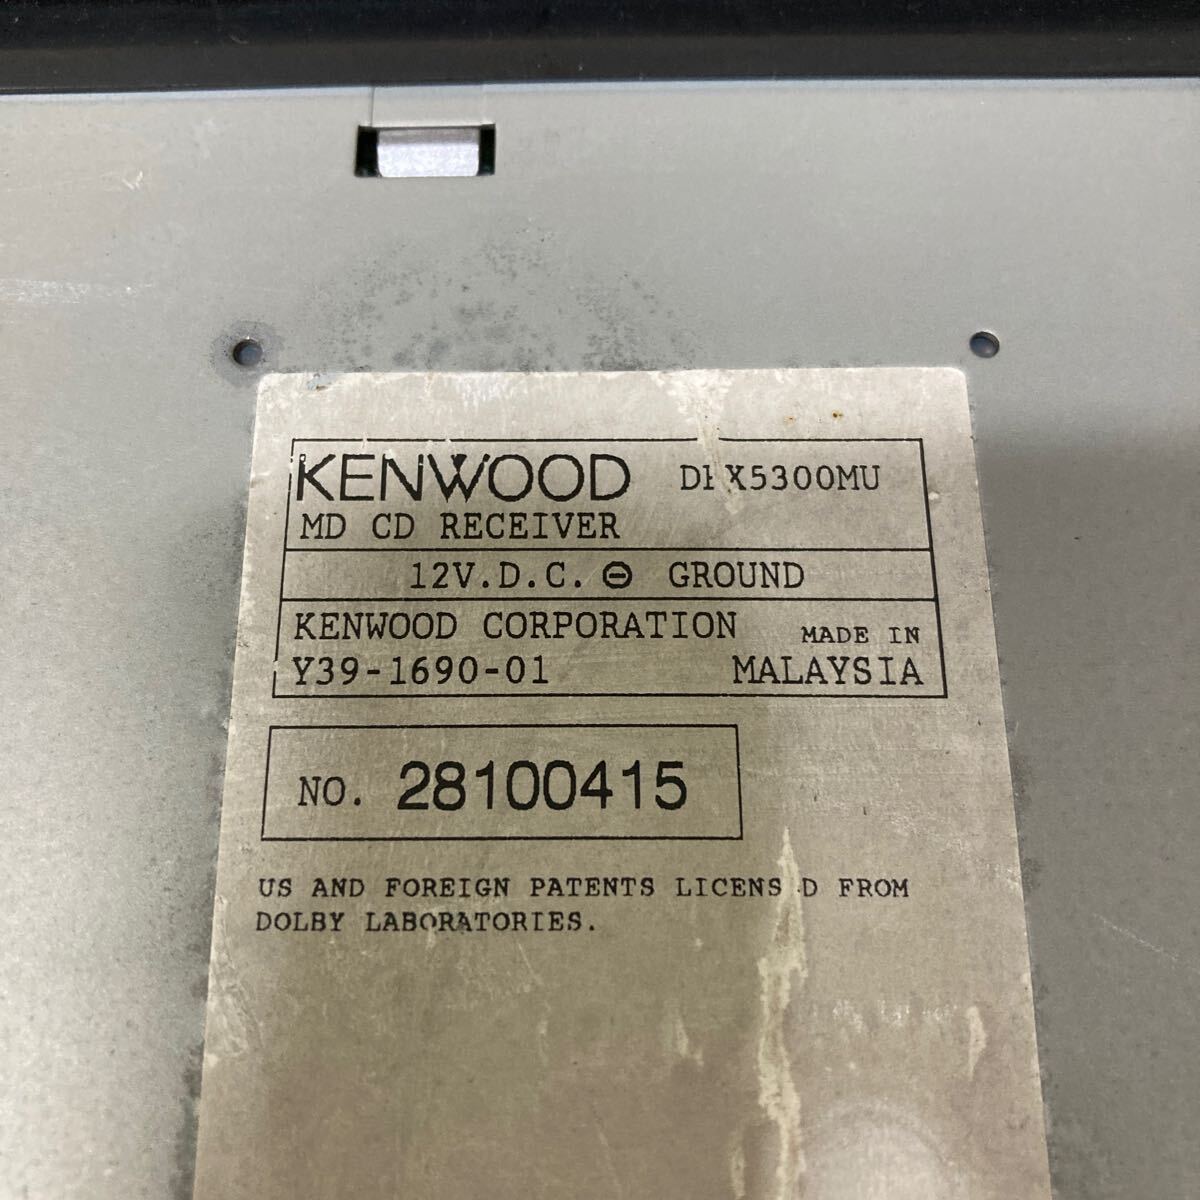 KENWOOD
MD CD RECEIVER
12V.D.C. ⊖ GROUND
KENWOOD CORPORATION MADE IN
Y39-1690-01 MALAYSIA
NO. 28100415
US AND FOREIGN PATENTS LICENS D FROM
DOLBY LABORATORIES.